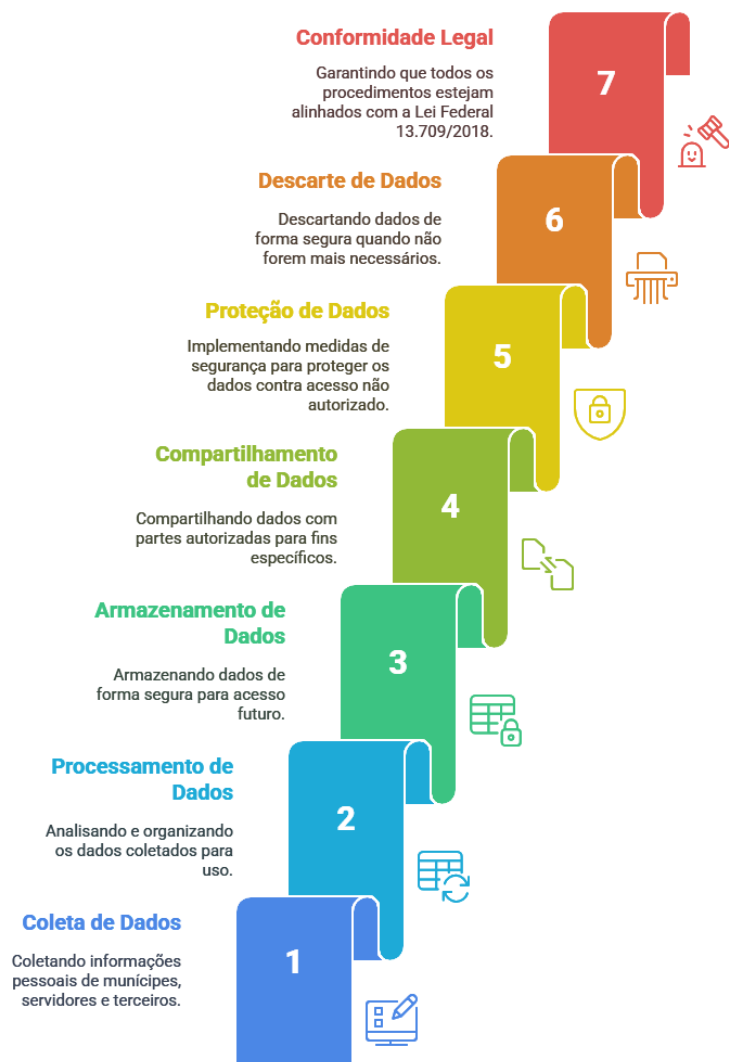 Conformidade Legal
Garantindo que todos os
procedimentos estejam
alinhados com a Lei Federal
13.709/2018.
7
Descarte de Dados
Descartando dados de
forma segura quando não
forem mais necessários.
6
Proteção de Dados
Implementando medidas de
segurança para proteger os
dados contra acesso não
autorizado.
5
Compartilhamento
de Dados
Compartilhando dados com
partes autorizadas para fins
específicos.
4
Armazenamento de
Dados
Armazenando dados de
forma segura para acesso
futuro.
3
Processamento de
Dados
Analisando e organizando
os dados coletados para
uso.
2
Coleta de Dados
Coletando informações
pessoais de munícipes,
servidores e terceiros.
1